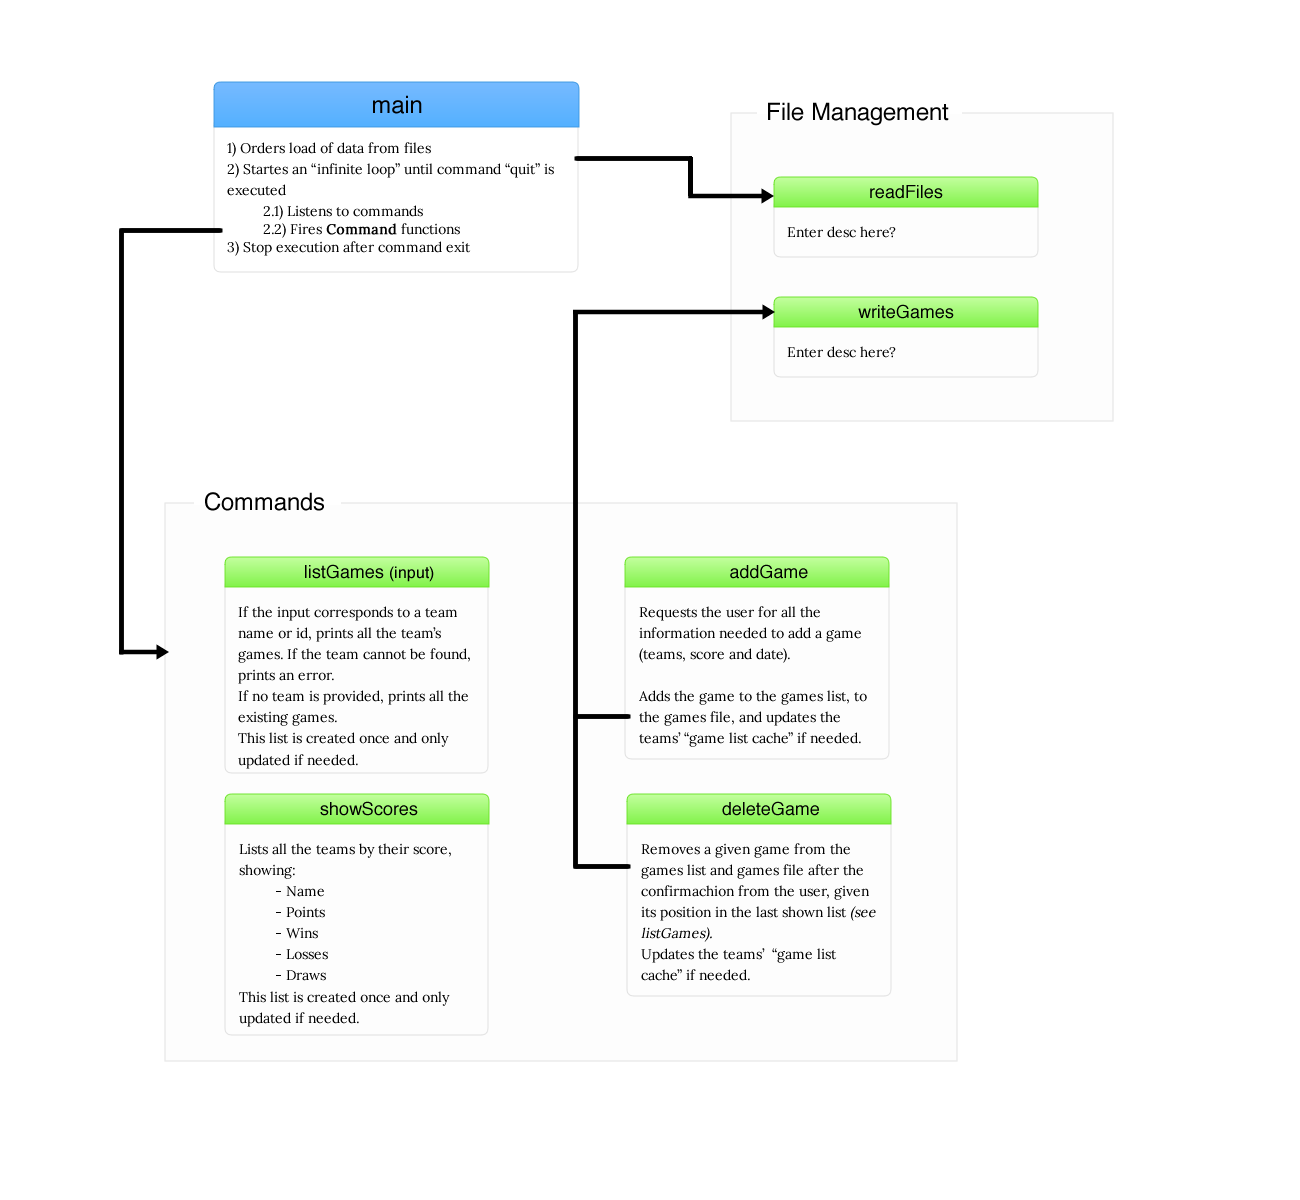 main
1) Orders load of data from files
2) Startes an “infinite loop” until command “quit” is
executed
2.1) Listens to commands
2.2) Fires Command functions
3) Stop execution after command exit
File Management
readFiles
Enter desc here?
writeGames
Enter desc here?
Commands
listGames (input)
If the input corresponds to a team
name or id, prints all the team’s
games. If the team cannot be found,
prints an error.
If no team is provided, prints all the
existing games.
This list is created once and only
updated if needed.
addGame
Requests the user for all the
information needed to add a game
(teams, score and date).
Adds the game to the games list, to
the games file, and updates the
teams’ “game list cache” if needed.
showScores
Lists all the teams by their score,
showing:
- Name
- Points
- Wins
- Losses
- Draws
This list is created once and only
updated if needed.
deleteGame
Removes a given game from the
games list and games file after the
confirmachion from the user, given
its position in the last shown list (see
listGames).
Updates the teams’ “game list
cache” if needed.